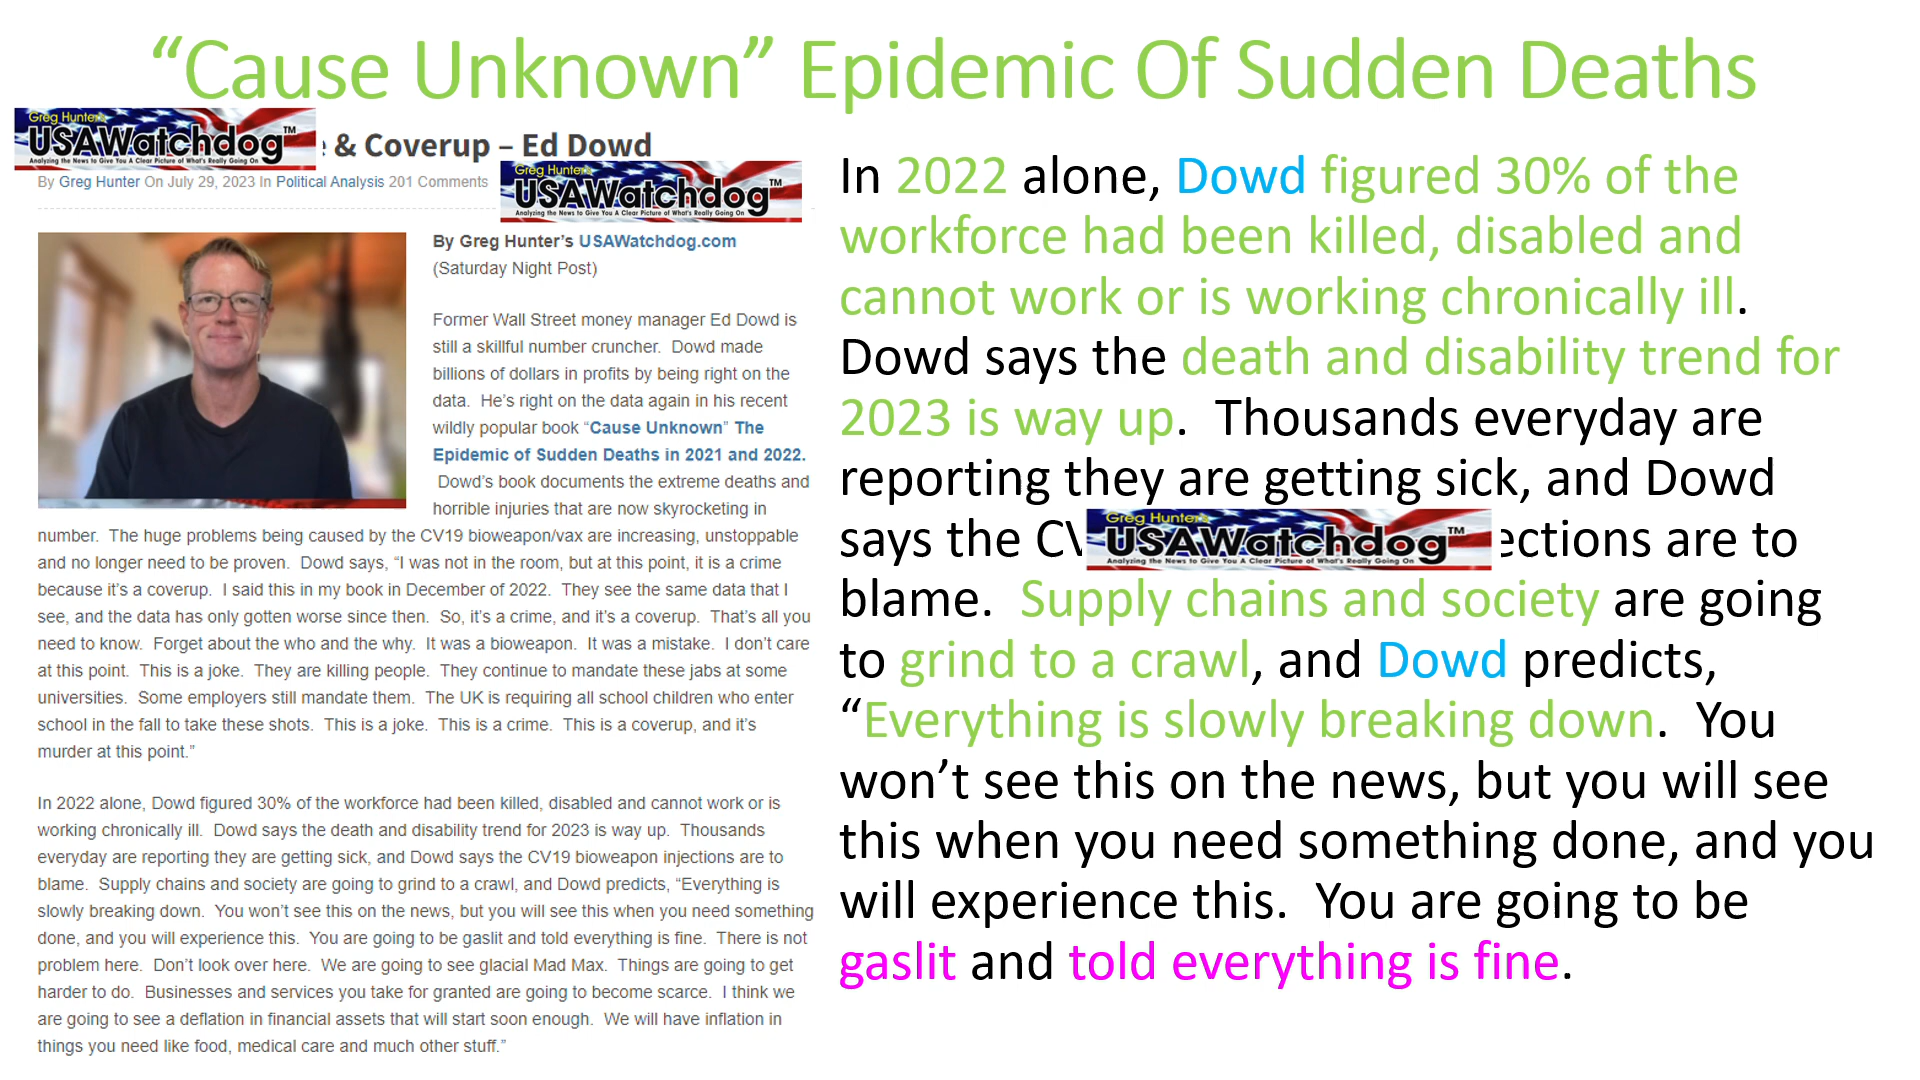 “Cause Unknown” Epidemic Of Sudden Deaths
Greg Hunter's
USAWatchdog™
Analyzing the News to Give You A Clear Picture of What's Really Going On
& Coverup – Ed Dowd
By Greg Hunter On July 29, 2023 In Political Analysis 201 Comments
Greg Hunter's
USAWatchdog™
Analyzing the News to Give You A Clear Picture of What's Really Going On
By Greg Hunter’s USAWatchdog.com
(Saturday Night Post)
Former Wall Street money manager Ed Dowd is
still a skillful number cruncher. Dowd made
billions of dollars in profits by being right on the
data. He’s right on the data again in his recent
wildly popular book “Cause Unknown” The
Epidemic of Sudden Deaths in 2021 and 2022.
Dowd’s book documents the extreme deaths and
horrible injuries that are now skyrocketing in
number. The huge problems being caused by the CV19 bioweapon/vax are increasing, unstoppable
and no longer need to be proven. Dowd says, “I was not in the room, but at this point, it is a crime
because it’s a coverup. I said this in my book in December of 2022. They see the same data that I
see, and the data has only gotten worse since then. So, it’s a crime, and it’s a coverup. That’s all you
need to know. Forget about the who and the why. It was a bioweapon. It was a mistake. I don’t care
at this point. This is a joke. They are killing people. They continue to mandate these jabs at some
universities. Some employers still mandate them. The UK is requiring all school children who enter
school in the fall to take these shots. This is a joke. This is a crime. This is a coverup, and it’s
murder at this point.”
In 2022 alone, Dowd figured 30% of the workforce had been killed, disabled and cannot work or is
working chronically ill. Dowd says the death and disability trend for 2023 is way up. Thousands
everyday are reporting they are getting sick, and Dowd says the CV19 bioweapon injections are to
blame. Supply chains and society are going to grind to a crawl, and Dowd predicts, “Everything is
slowly breaking down. You won’t see this on the news, but you will see this when you need something
done, and you will experience this. You are going to be gaslit and told everything is fine. There is not
problem here. Don’t look over here. We are going to see glacial Mad Max. Things are going to get
harder to do. Businesses and services you take for granted are going to become scarce. I think we
are going to see a deflation in financial assets that will start soon enough. We will have inflation in
things you need like food, medical care and much other stuff.”
In 2022 alone, Dowd figured 30% of the
workforce had been killed, disabled and
cannot work or is working chronically ill.
Dowd says the death and disability trend for
2023 is way up. Thousands everyday are
reporting they are getting sick, and Dowd
says the CV Greg Hunter's USAWatchdog™ Analyzing the News to Give You A Clear Picture of What's Really Going On ections are to
blame. Supply chains and society are going
to grind to a crawl, and Dowd predicts,
“Everything is slowly breaking down. You
won’t see this on the news, but you will see
this when you need something done, and you
will experience this. You are going to be
gaslit and told everything is fine.